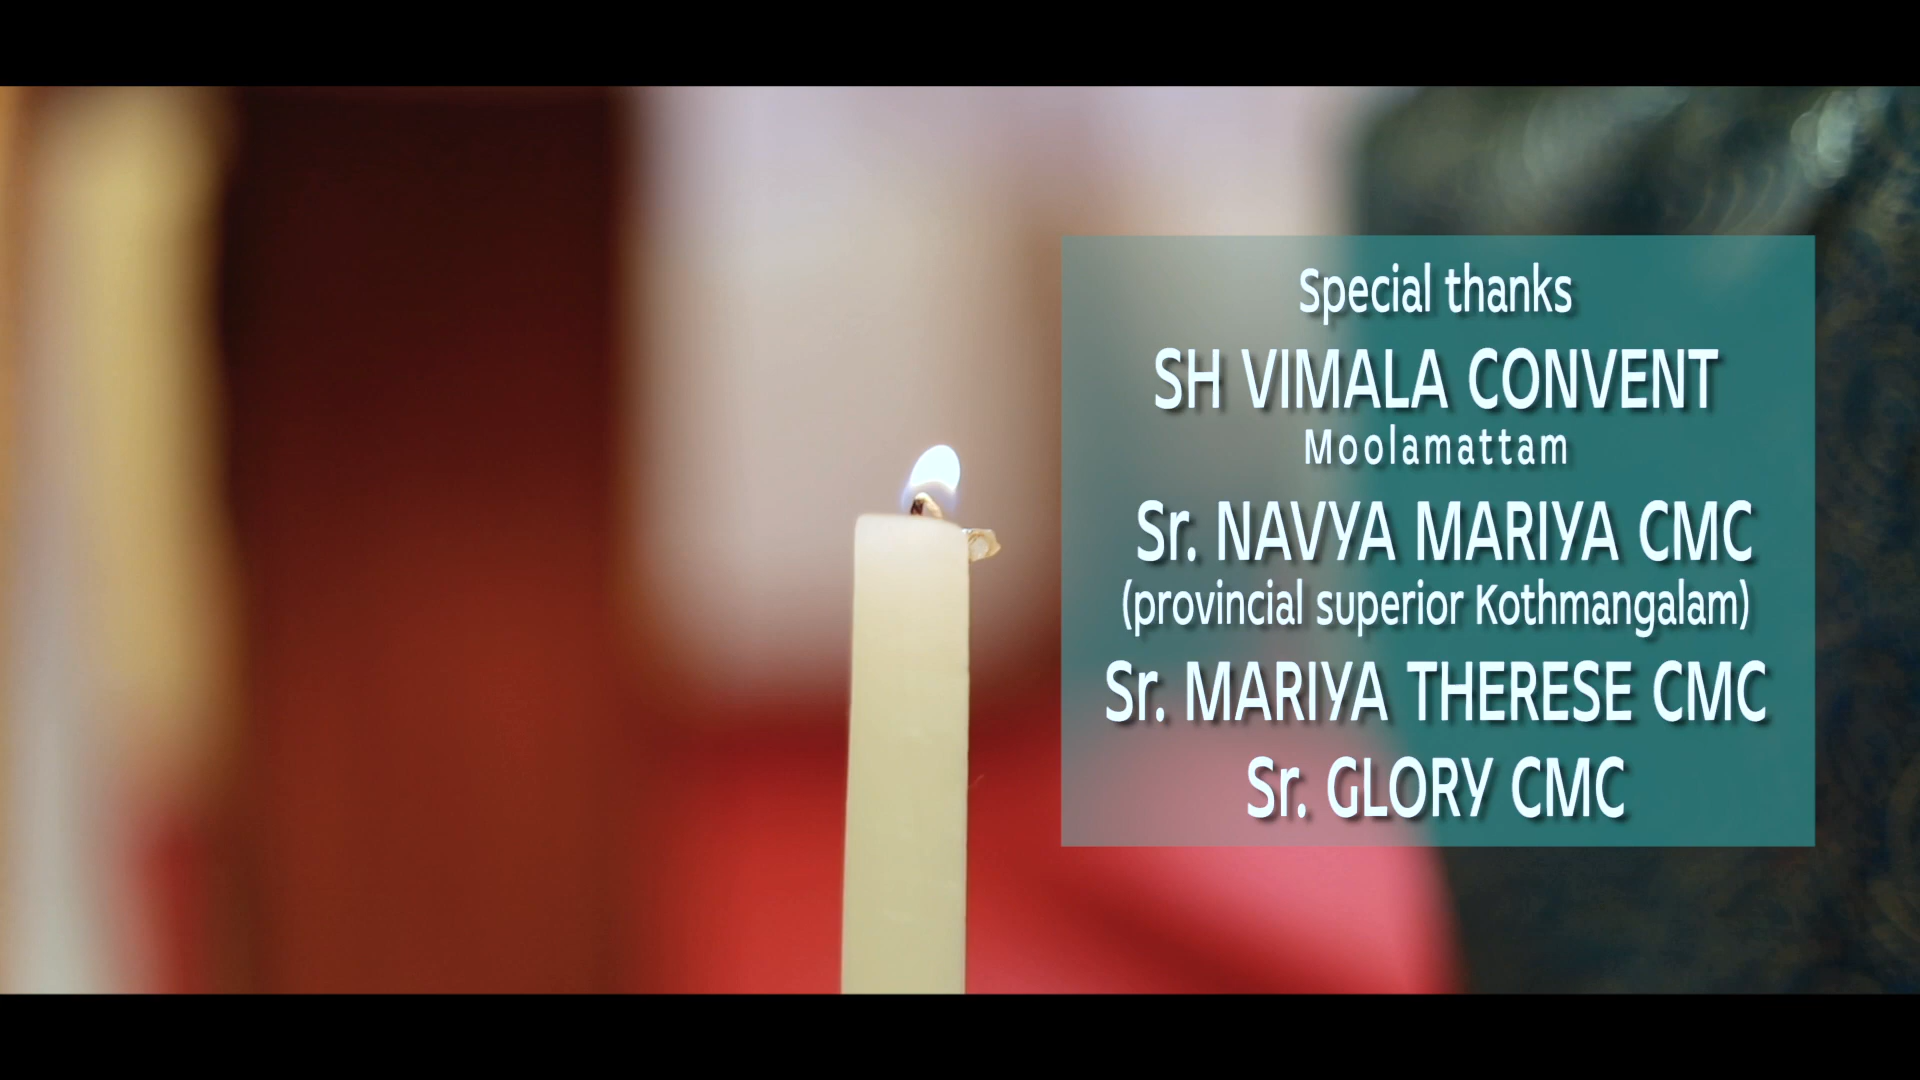 Special thanks
SH VIMALA CONVENT
Moolamattam
Sr. NAVYA MARIYA CMC
(provincial superior Kothmangalam)
Sr. MARIYA THERESE CMC
Sr. GLORY CMC